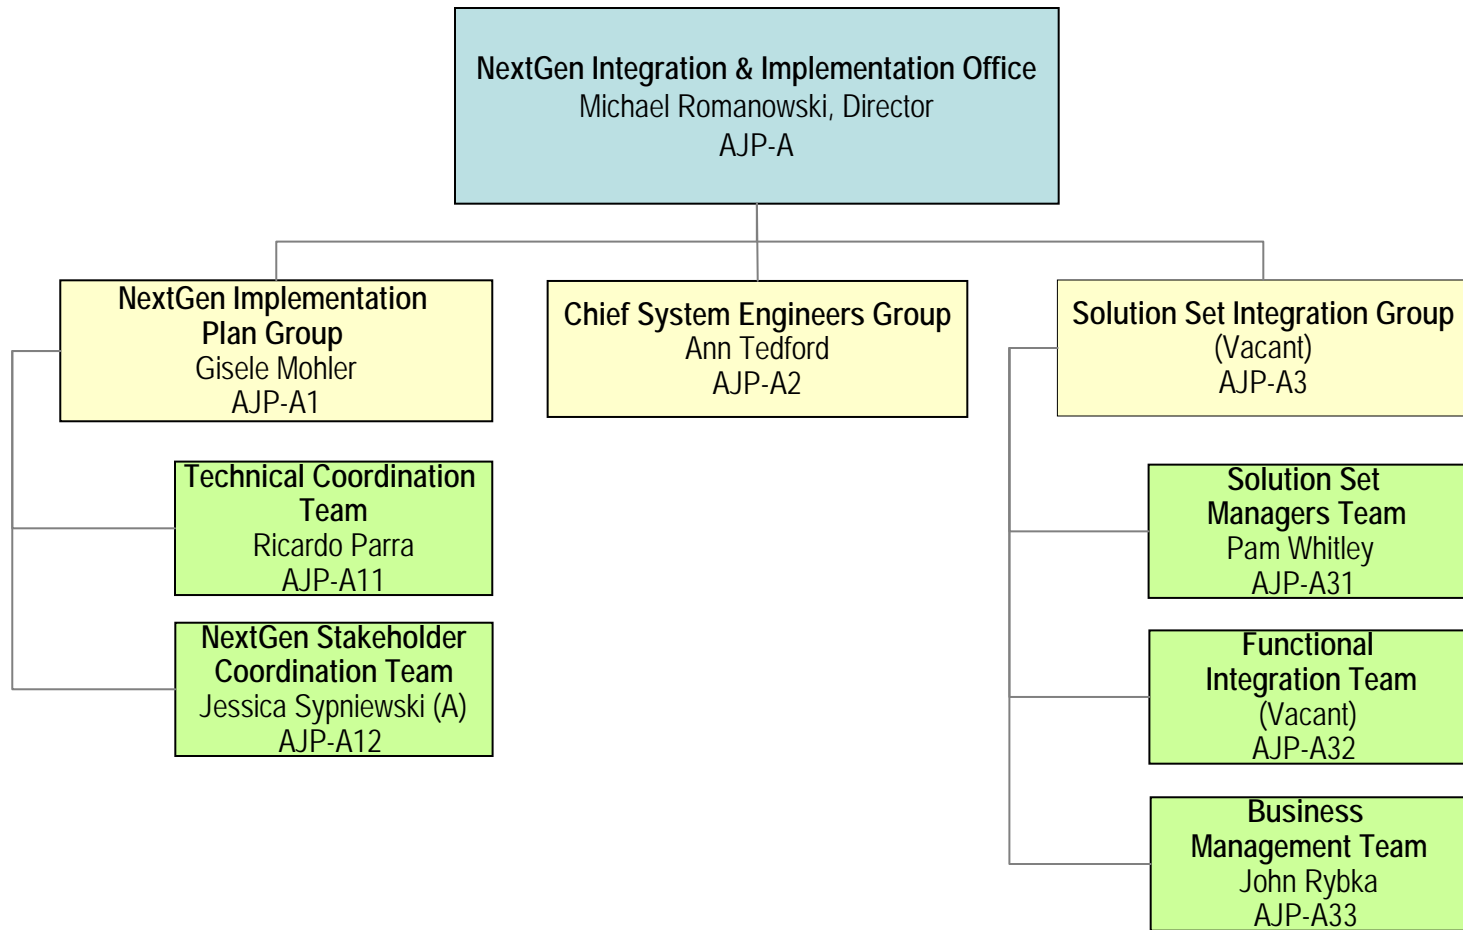 NextGen Integration & Implementation Office
Michael Romanowski, Director
AJP-A
NextGen Implementation
Plan Group
Gisele Mohler
AJP-A1
Chief System Engineers Group
Ann Tedford
AJP-A2
Solution Set Integration Group
(Vacant)
AJP-A3
Technical Coordination
Team
Ricardo Parra
AJP-A11
NextGen Stakeholder
Coordination Team
Jessica Sypniewski (A)
AJP-A12
Solution Set
Managers Team
Pam Whitley
AJP-A31
Functional
Integration Team
(Vacant)
AJP-A32
Business
Management Team
John Rybka
AJP-A33